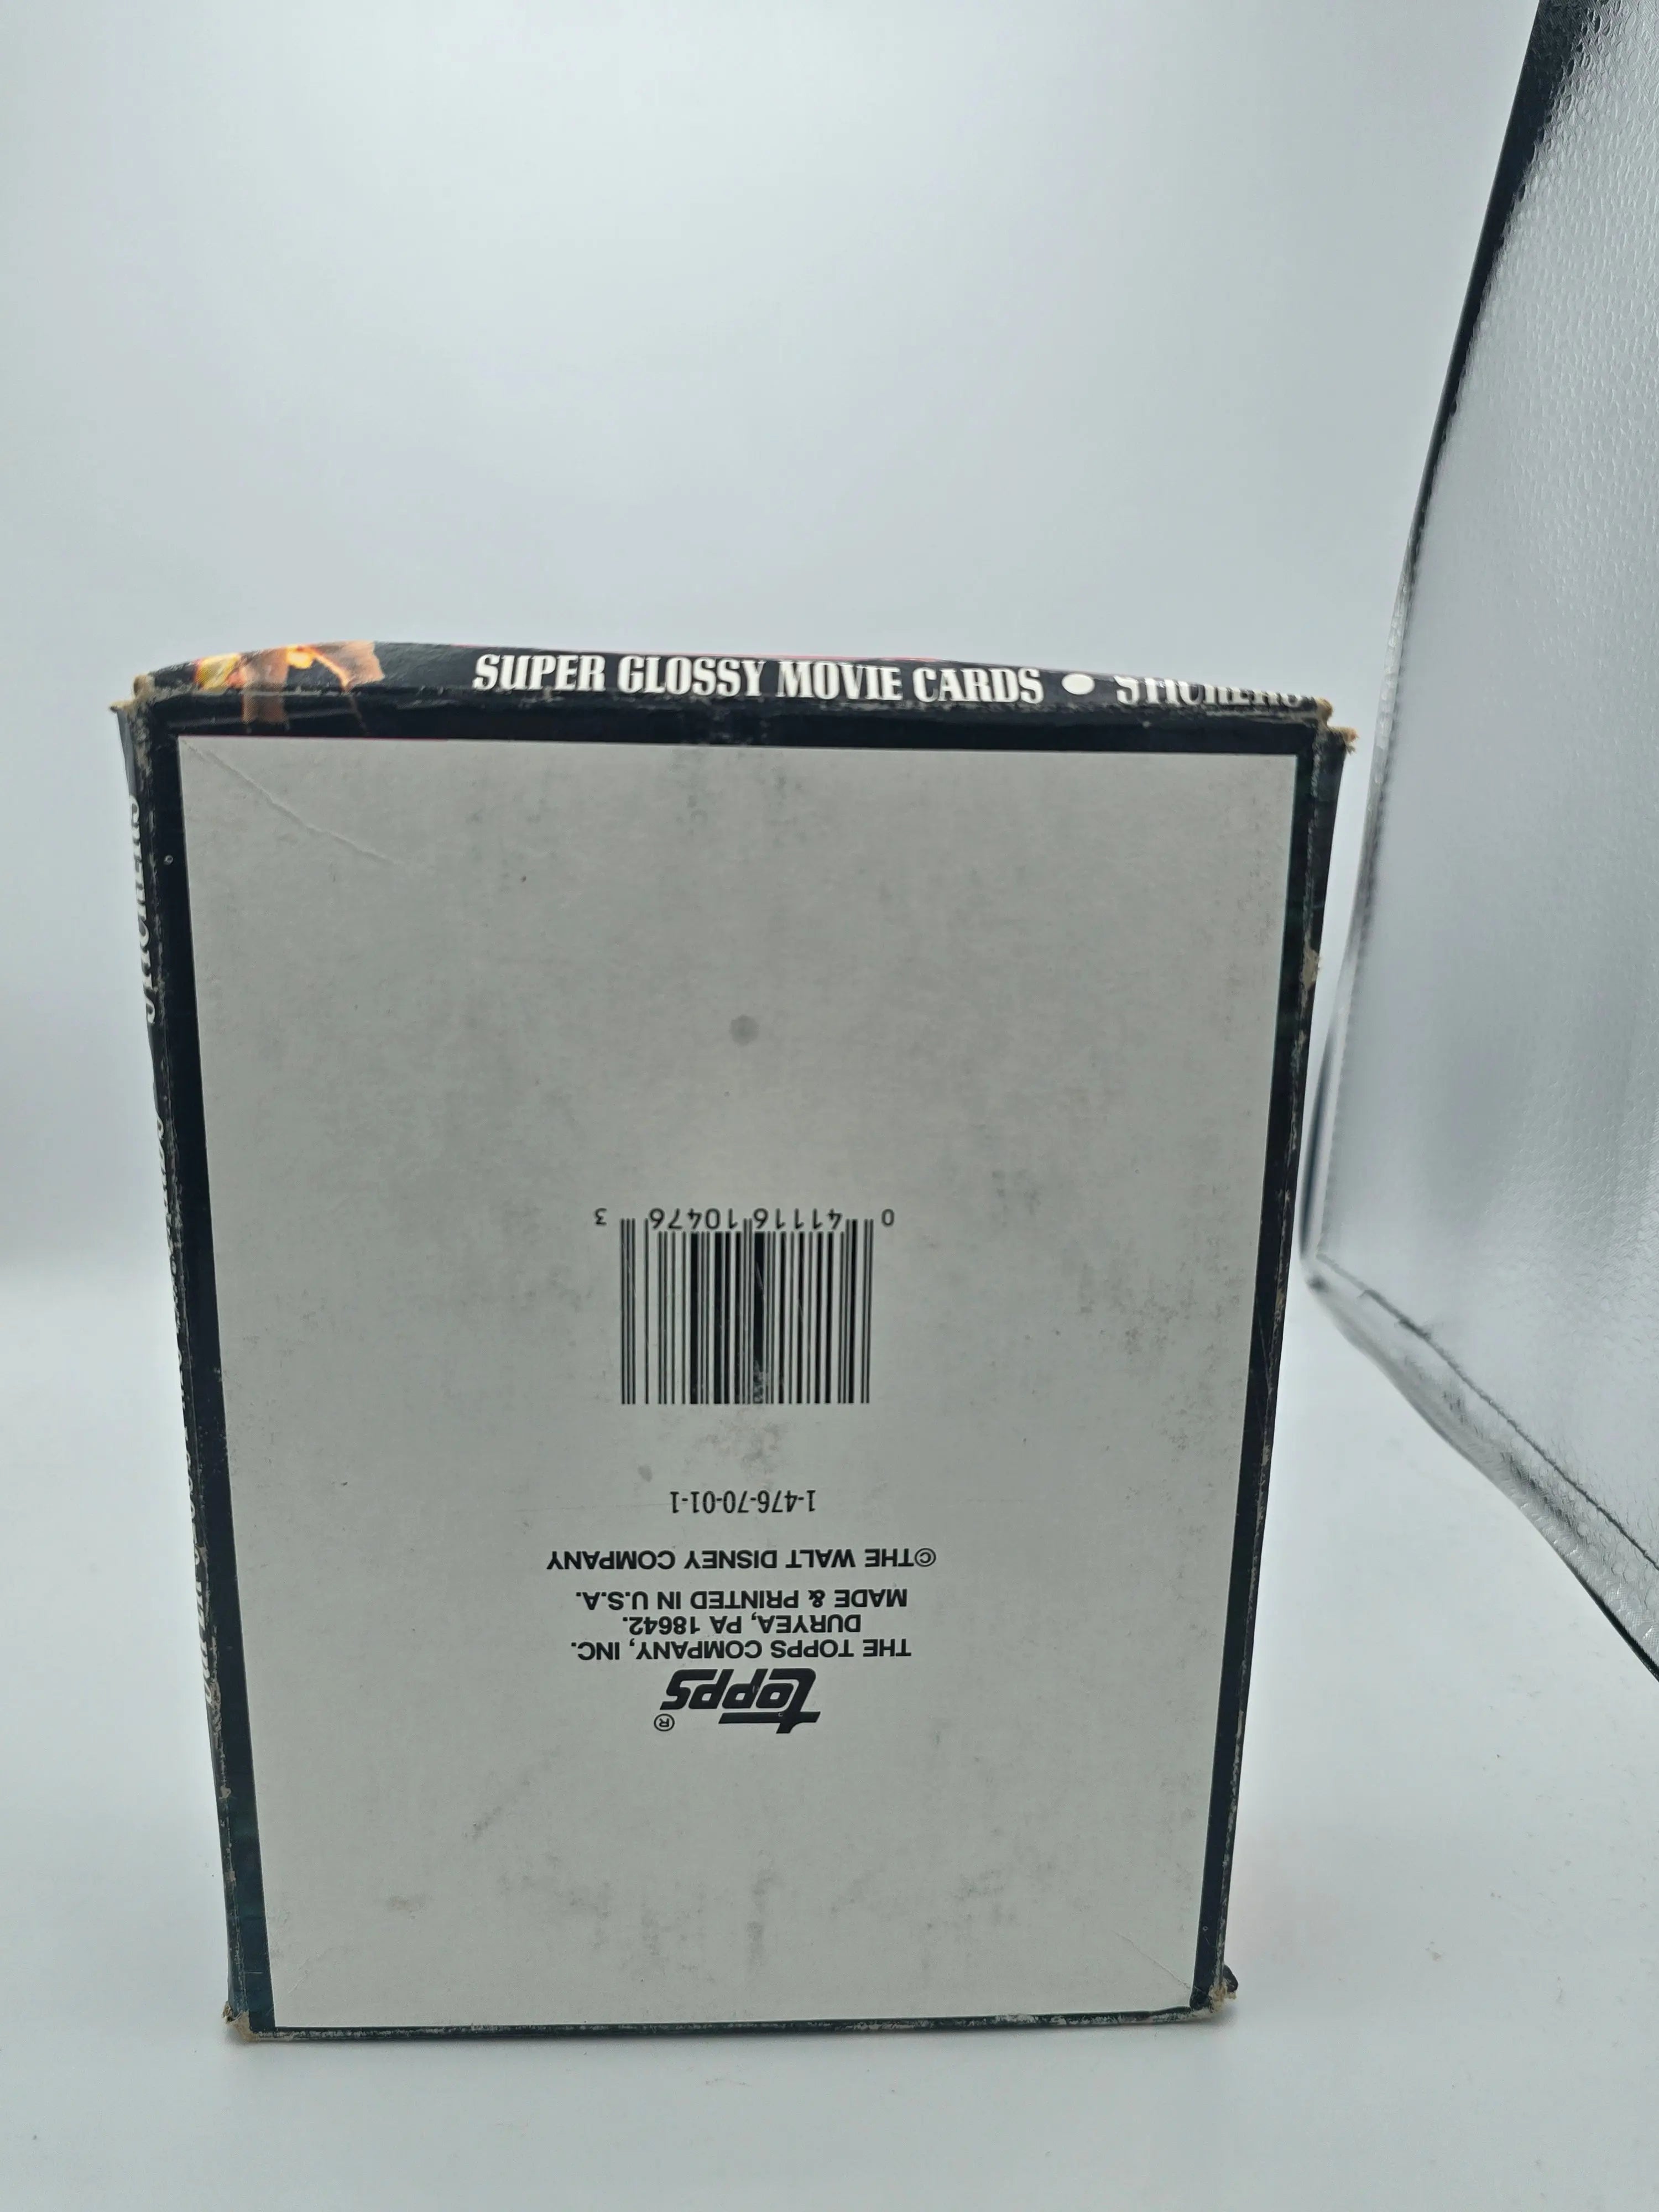 SUPER GLOSSY MOVIE CARDS • STICKERS
topps®
THE TOPPS COMPANY, INC.
DURYEA, PA 18642.
MADE & PRINTED IN U.S.A.
©THE WALT DISNEY COMPANY
1-476-70-01-1
0 41116 10476 3